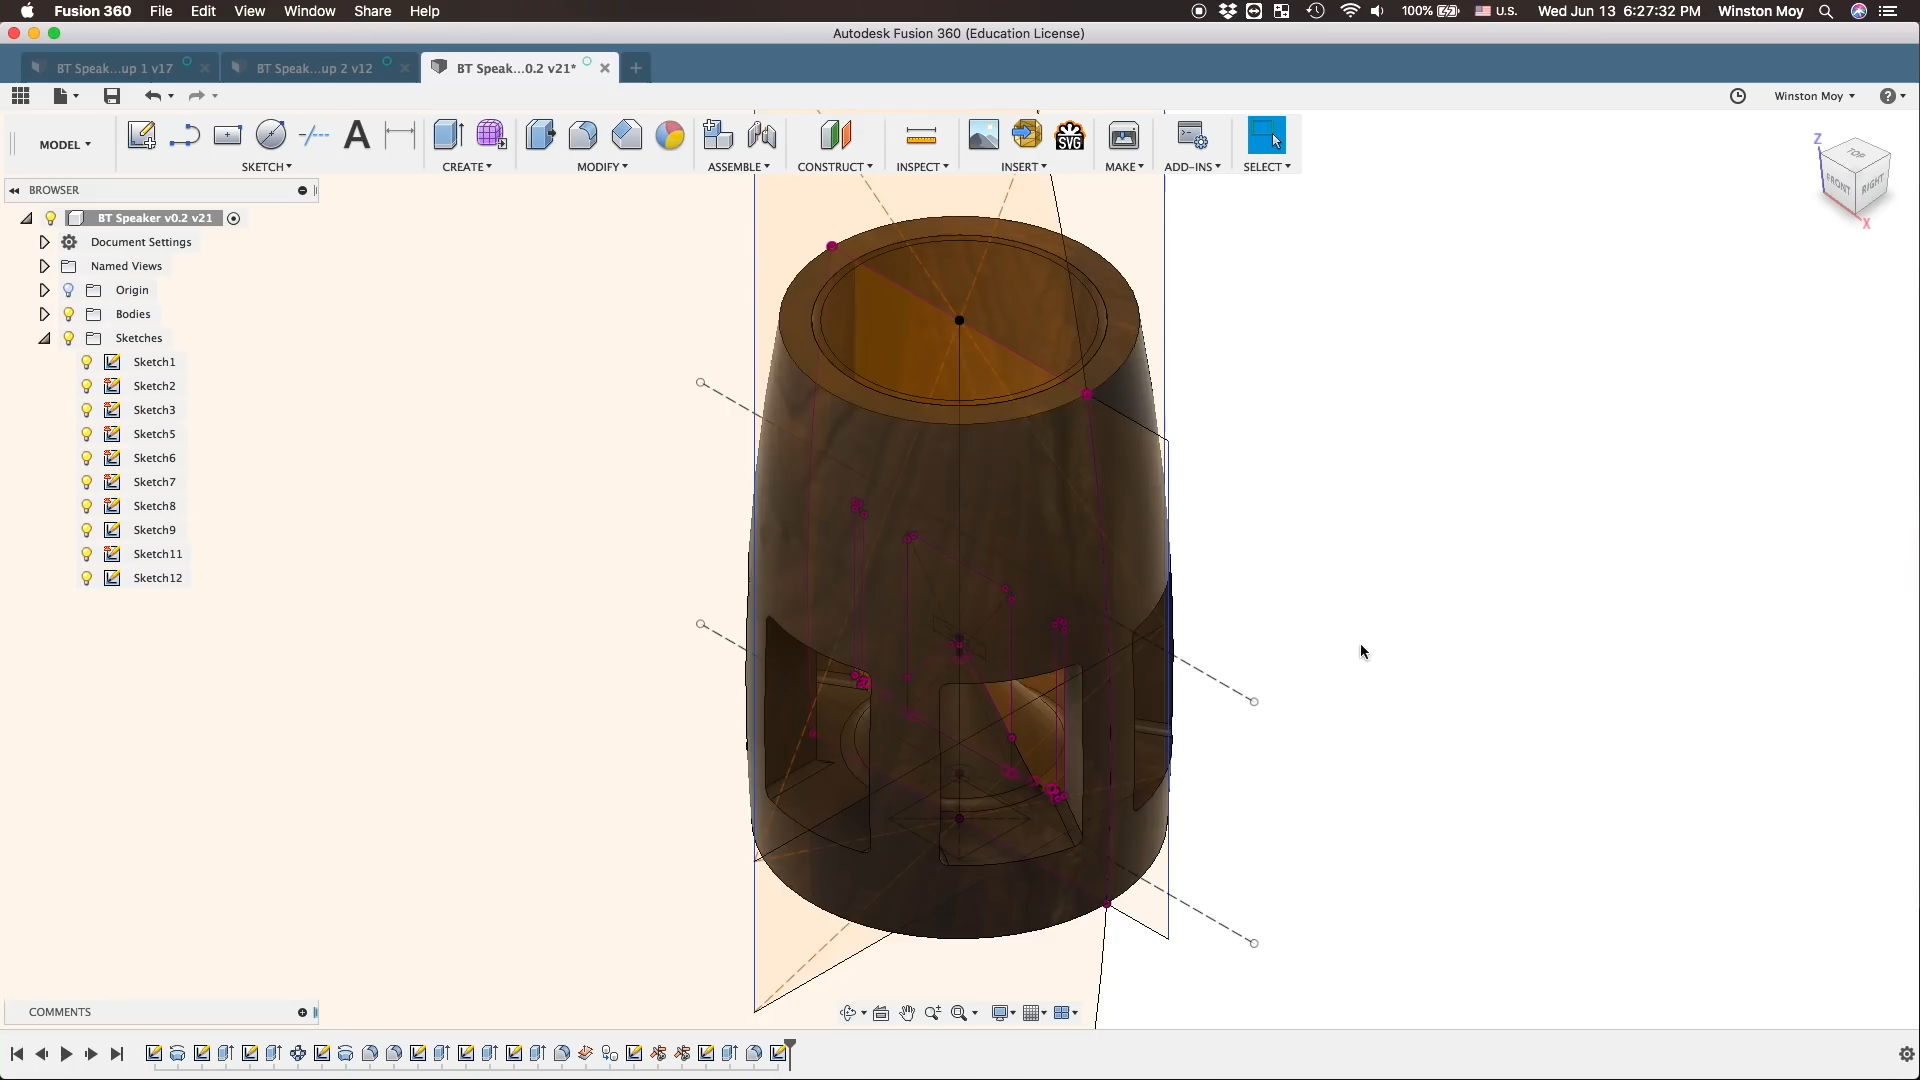 Fusion 360 File Edit View Window Share Help 100% U.S. Wed Jun 13 6:27:32 PM Winston Moy
Autodesk Fusion 360 (Education License)
BT Speak...up 1 v17 BT Speak...up 2 v12 BT Speak...0.2 v21*
Winston Moy
MODEL
SKETCH CREATE MODIFY ASSEMBLE CONSTRUCT INSPECT INSERT MAKE ADD-INS SELECT
SVG
TOP
FRONT RIGHT
Z
X
BROWSER
BT Speaker v0.2 v21
Document Settings
Named Views
Origin
Bodies
Sketches
Sketch1
Sketch2
Sketch3
Sketch5
Sketch6
Sketch7
Sketch8
Sketch9
Sketch11
Sketch12
COMMENTS